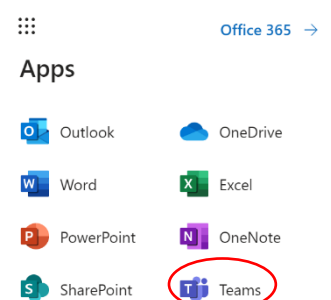 Office 365 →
Apps
Outlook OneDrive
Word Excel
PowerPoint OneNote
SharePoint Teams